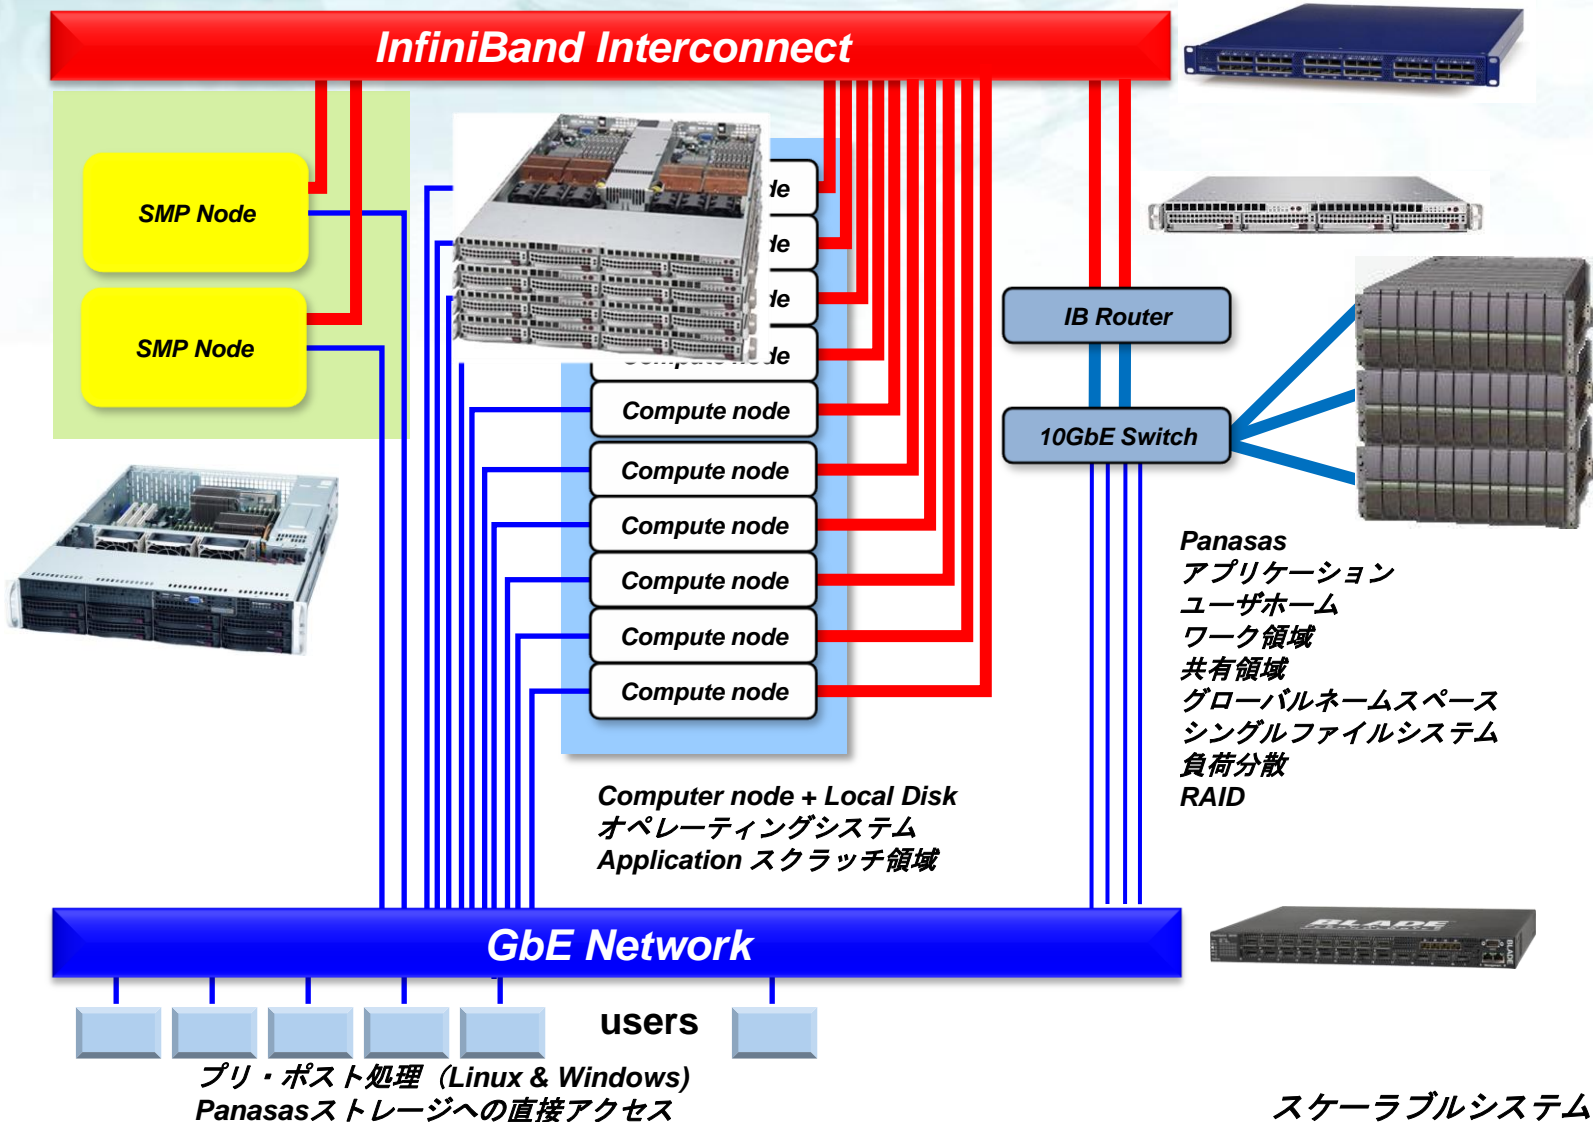 InfiniBand Interconnect
SMP Node
SMP Node
de
de
de
de
Compute node
Compute node
Compute node
Compute node
Compute node
Compute node
IB Router
10GbE Switch
Panasas
アプリケーション
ユーザホーム
ワーク領域
共有領域
グローバルネームスペース
シングルファイルシステム
負荷分散
RAID
Computer node + Local Disk
オペレーティングシステム
Application スクラッチ領域
GbE Network
BLADE
users
プリ・ポスト処理（Linux & Windows)
Panasasストレージへの直接アクセス
スケーラブルシステム